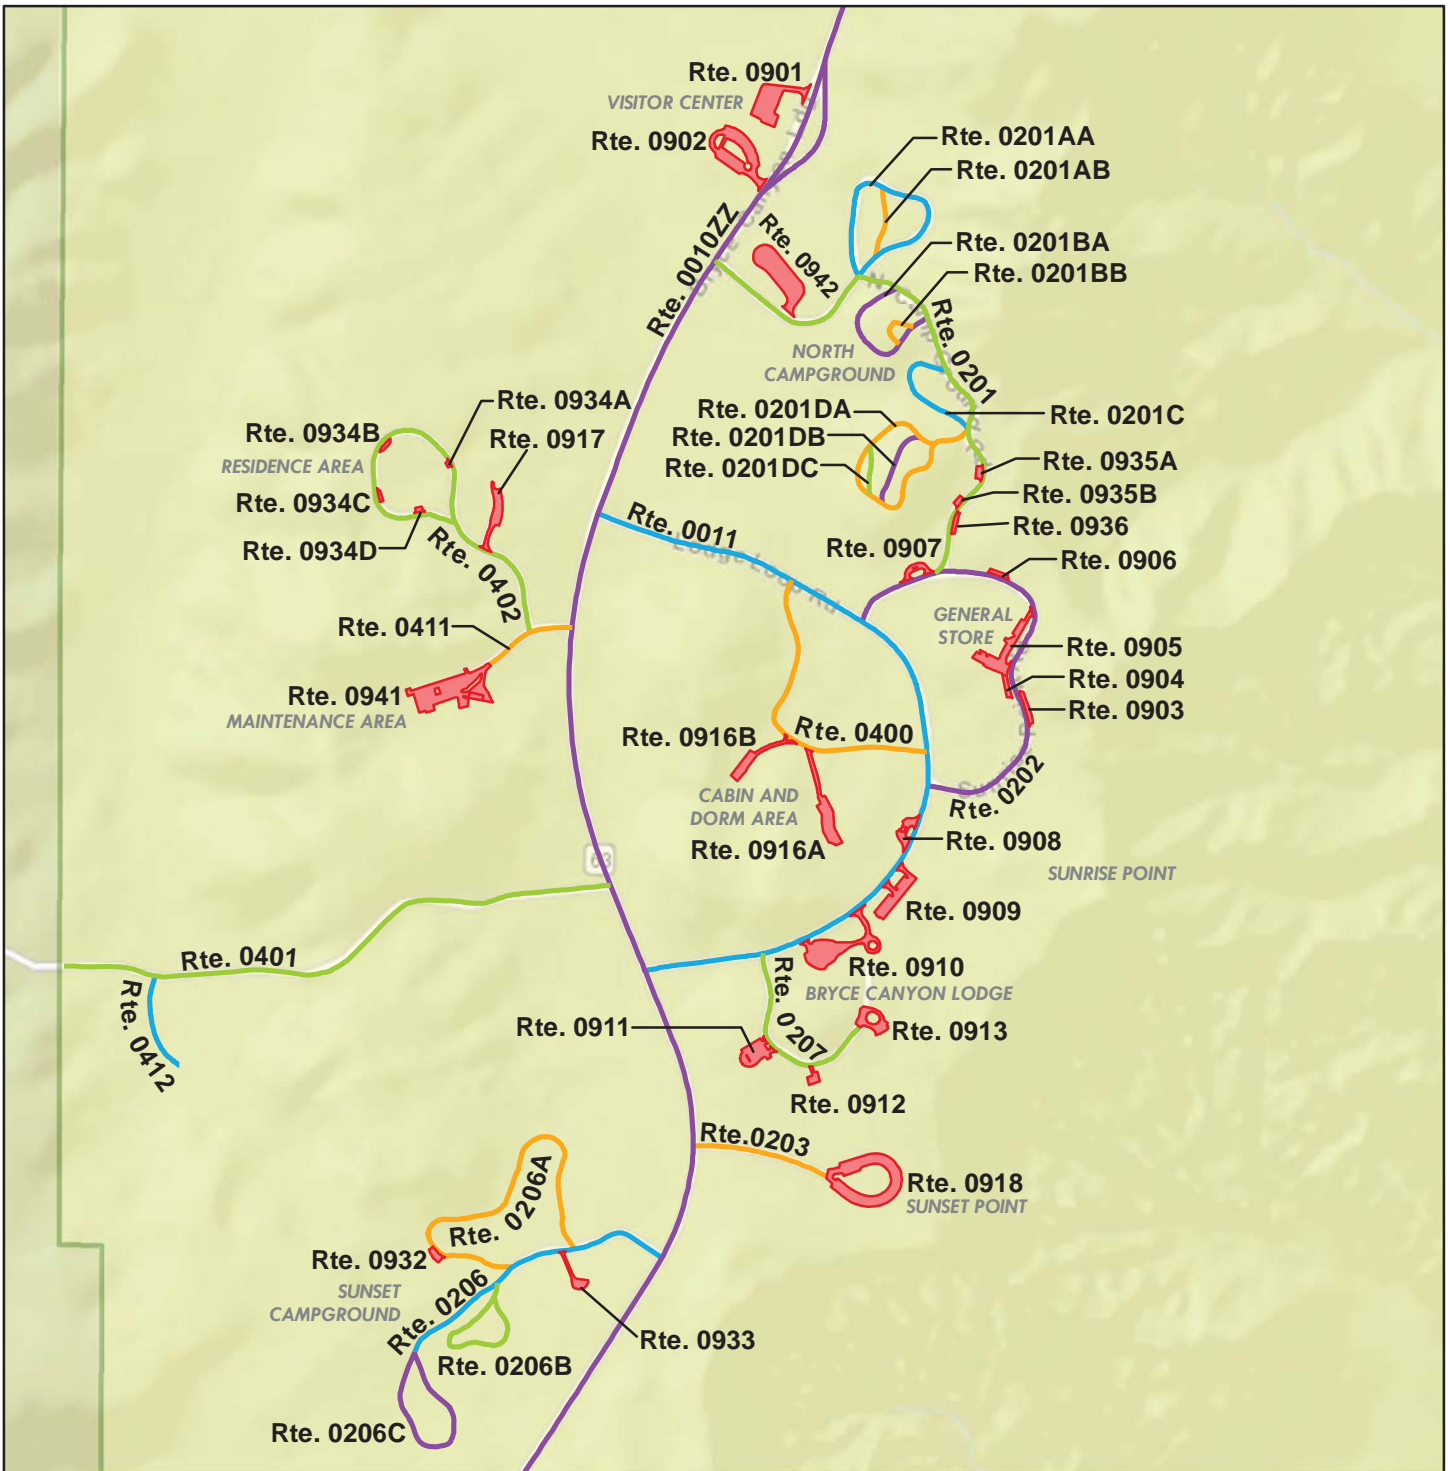 Rte. 0901
VISITOR CENTER
Rte. 0902
Rte. 0201AA
Rte. 0201AB
Rte. 0201BA
Rte. 0201BB
Rte. 0942
Rte. 0010ZZ
Rte. 0201
NORTH
CAMPGROUND
Rte. 0201C
Rte. 0201DA
Rte. 0201DB
Rte. 0201DC
Rte. 0934A
Rte. 0934B
Rte. 0917
RESIDENCE AREA
Rte. 0934C
Rte. 0934D
Rte. 0402
Rte. 0935A
Rte. 0935B
Rte. 0936
Rte. 0011
Lodge Loop Rd
Rte. 0907
Rte. 0906
GENERAL
STORE
Rte. 0411
Rte. 0905
Rte. 0904
Rte. 0903
Rte. 0941
MAINTENANCE AREA
Rte. 0916B
Rte. 0400
Rte. 0202
CABIN AND
DORM AREA
Rte. 0916A
Rte. 0908
63
SUNRISE POINT
Rte. 0909
Rte. 0401
Rte. 0910
BRYCE CANYON LODGE
Rte. 0412
Rte. 0207
Rte. 0911
Rte. 0913
Rte. 0912
Rte.0203
Rte. 0918
SUNSET POINT
Rte. 0206A
Rte. 0932
SUNSET
CAMPGROUND
Rte. 0206
Rte. 0933
Rte. 0206B
Rte. 0206C